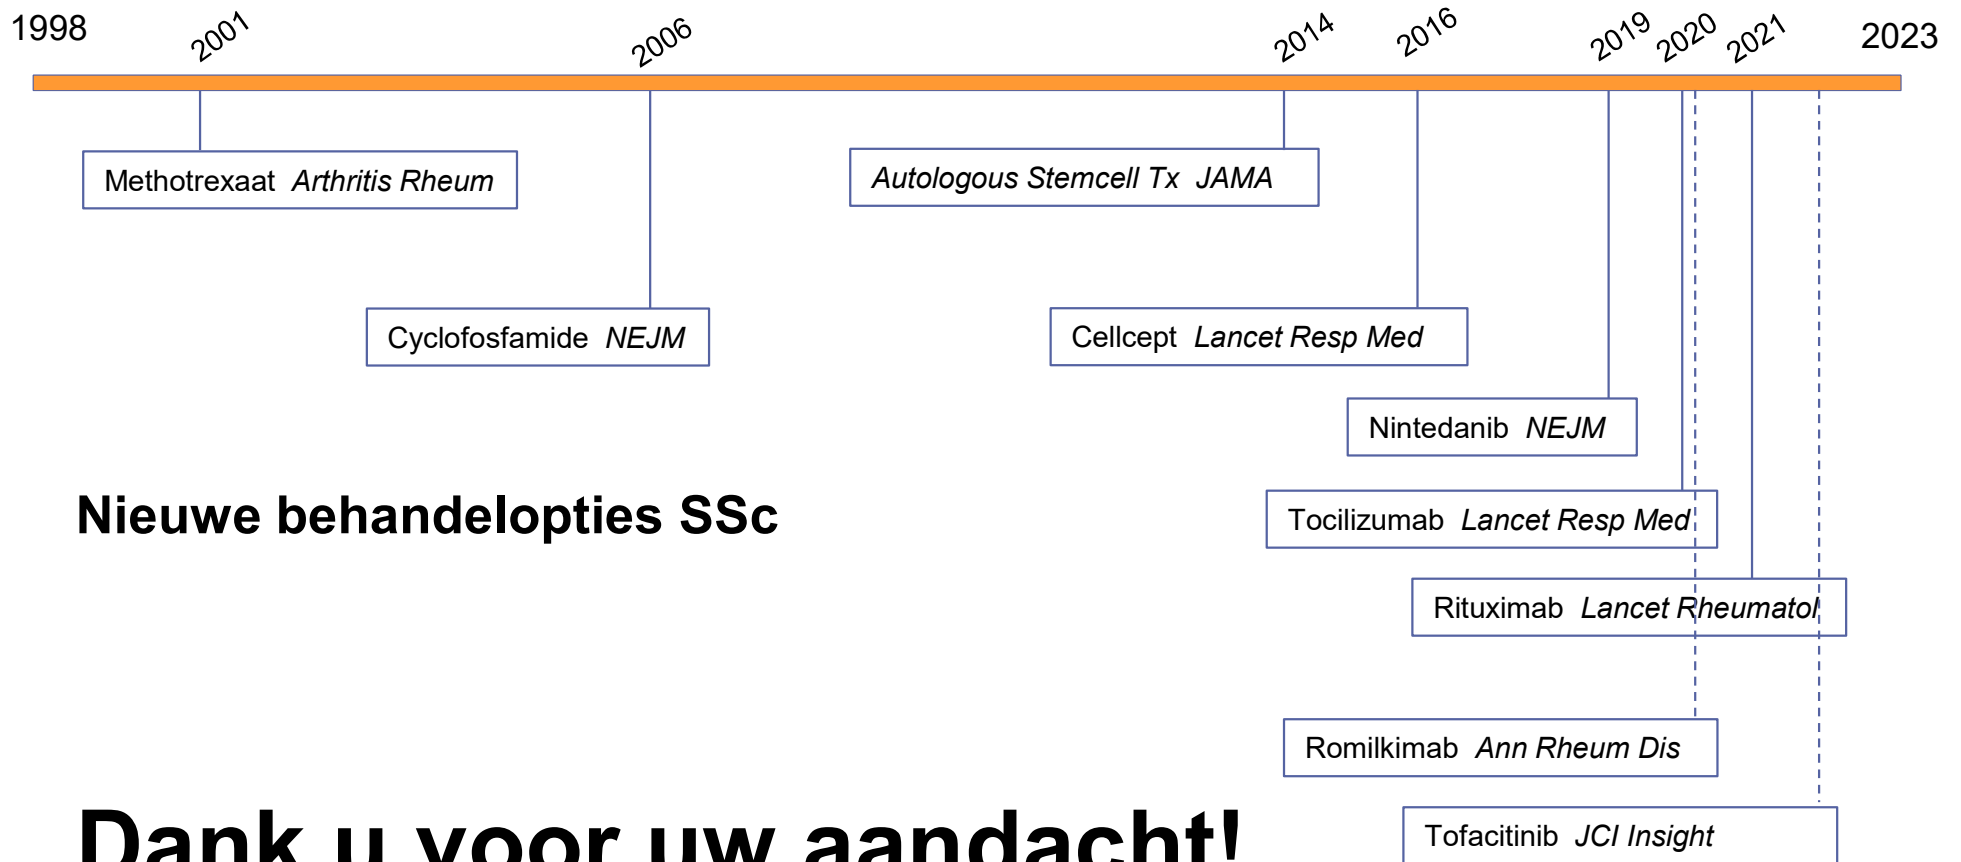 1998
2001
2006
2014
2016
2019
2020
2021
2023
Methotrexaat Arthritis Rheum
Autologous Stemcell Tx JAMA
Cyclofosfamide NEJM
Cellcept Lancet Resp Med
Nintedanib NEJM
Nieuwe behandelopties SSc
Tocilizumab Lancet Resp Med
Rituximab Lancet Rheumatol
Romilkimab Ann Rheum Dis
Dank u voor uw aandacht!
Tofacitinib JCI Insight